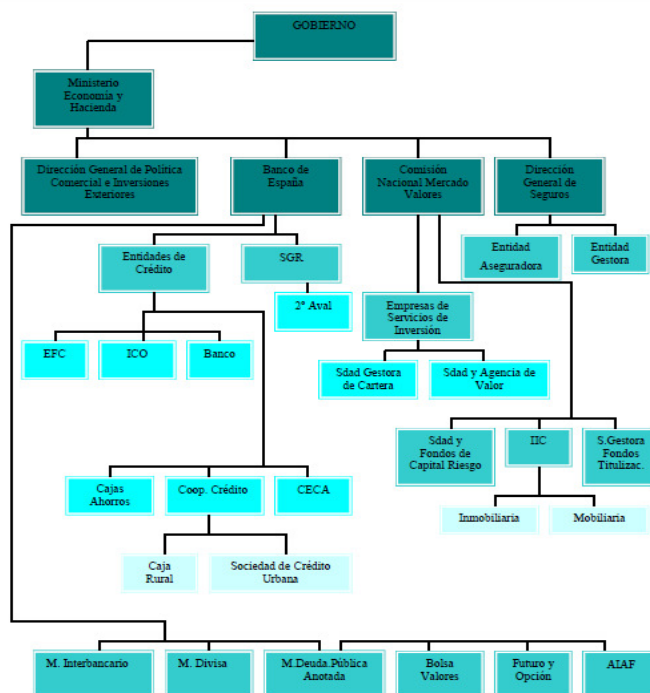 GOBIERNO
Ministerio
Economía y
Hacienda
Dirección General de Política
Comercial e Inversiones
Exteriores
Banco de
España
Comisión
Nacional Mercado
Valores
Dirección
General de
Seguros
Entidades de
Crédito
SGR
Entidad
Aseguradora
Entidad
Gestora
2º Aval
Empresas de
Servicios de
Inversión
EFC
ICO
Banco
Sdad Gestora
de Cartera
Sdad y Agencia de
Valor
Sdad y
Fondos de
Capital Riesgo
IIC
S.Gestora
Fondos
Titulizac.
Cajas
Ahorros
Coop. Crédito
CECA
Inmobiliaria
Mobiliaria
Caja
Rural
Sociedad de Crédito
Urbana
M. Interbancario
M. Divisa
M.Deuda.Pública
Anotada
Bolsa
Valores
Futuro y
Opción
AIAF